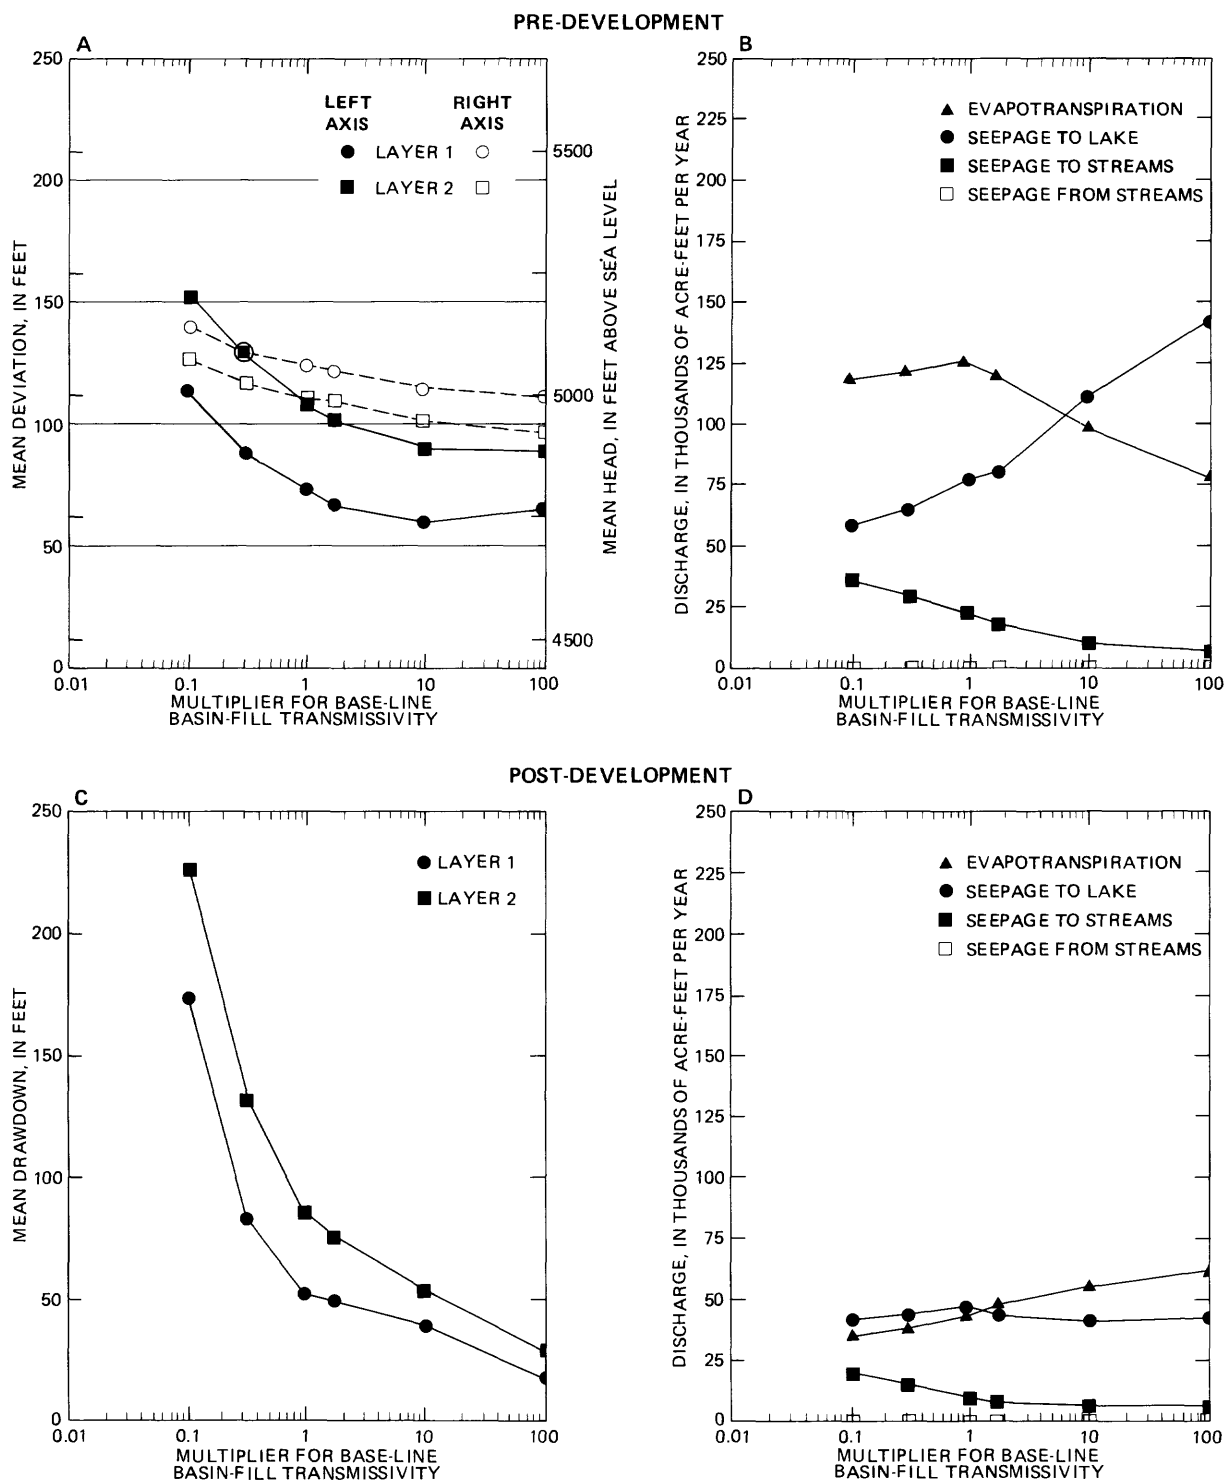 PRE-DEVELOPMENT
A
250
200
150
100
50
0
MEAN DEVIATION, IN FEET
LEFT AXIS
RIGHT AXIS
LAYER 1
LAYER 2
5500
5000
4500
MEAN HEAD, IN FEET ABOVE SEA LEVEL
0.01 0.1 1 10 100
MULTIPLIER FOR BASE-LINE
BASIN-FILL TRANSMISSIVITY
B
250
225
200
175
150
125
100
75
50
25
0
DISCHARGE, IN THOUSANDS OF ACRE-FEET PER YEAR
EVAPOTRANSPIRATION
SEEPAGE TO LAKE
SEEPAGE TO STREAMS
SEEPAGE FROM STREAMS
0.01 0.1 1 10 100
MULTIPLIER FOR BASE-LINE
BASIN-FILL TRANSMISSIVITY
POST-DEVELOPMENT
C
250
200
150
100
50
0
MEAN DRAWDOWN, IN FEET
LAYER 1
LAYER 2
0.01 0.1 1 10 100
MULTIPLIER FOR BASE-LINE
BASIN-FILL TRANSMISSIVITY
D
250
225
200
175
150
125
100
75
50
25
0
DISCHARGE, IN THOUSANDS OF ACRE-FEET PER YEAR
EVAPOTRANSPIRATION
SEEPAGE TO LAKE
SEEPAGE TO STREAMS
SEEPAGE FROM STREAMS
0.01 0.1 1 10 100
MULTIPLIER FOR BASE-LINE
BASIN-FILL TRANSMISSIVITY